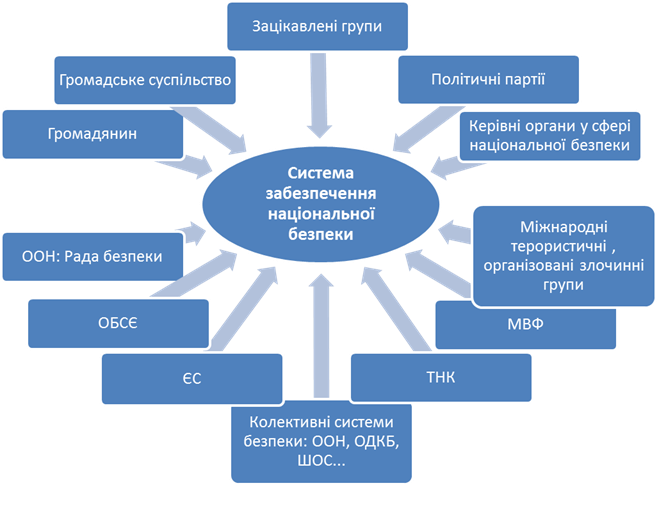 Зацікавлені групи
Громадське суспільство
Політичні партії
Громадянин
Керівні органи у сфері
національної безпеки
Система
забезпечення
національної
безпеки
ООН: Рада безпеки
Міжнародні
терористичні ,
організовані злочинні
групи
ОБСЄ
МВФ
ЄС
ТНК
Колективні системи
безпеки: ООН, ОДКБ,
ШОС...